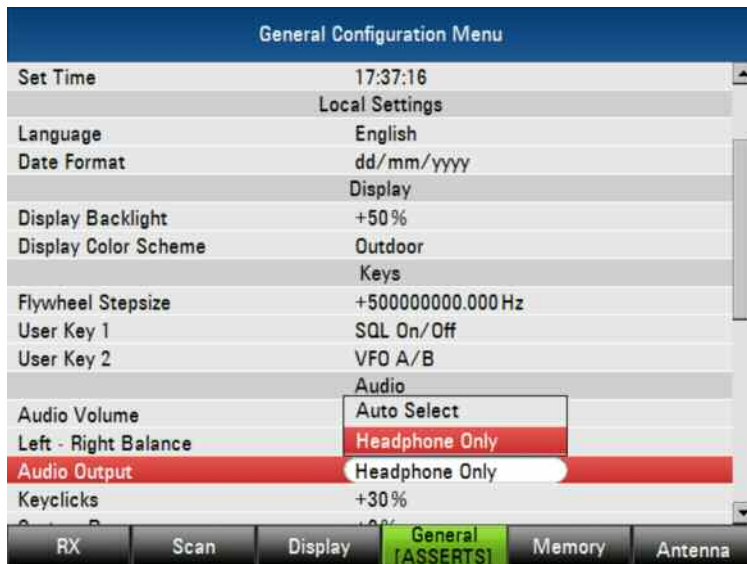 General Configuration Menu
Set Time 17:37:16
Local Settings
Language English
Date Format dd/mm/yyyy
Display
Display Backlight +50%
Display Color Scheme Outdoor
Keys
Flywheel Stepsize +500000000.000 Hz
User Key 1 SQL On/Off
User Key 2 VFO A/B
Audio
Audio Volume Auto Select
Left - Right Balance Headphone Only
Audio Output Headphone Only
Keyclicks +30%
RX Scan Display General [ASSERTS] Memory Antenna